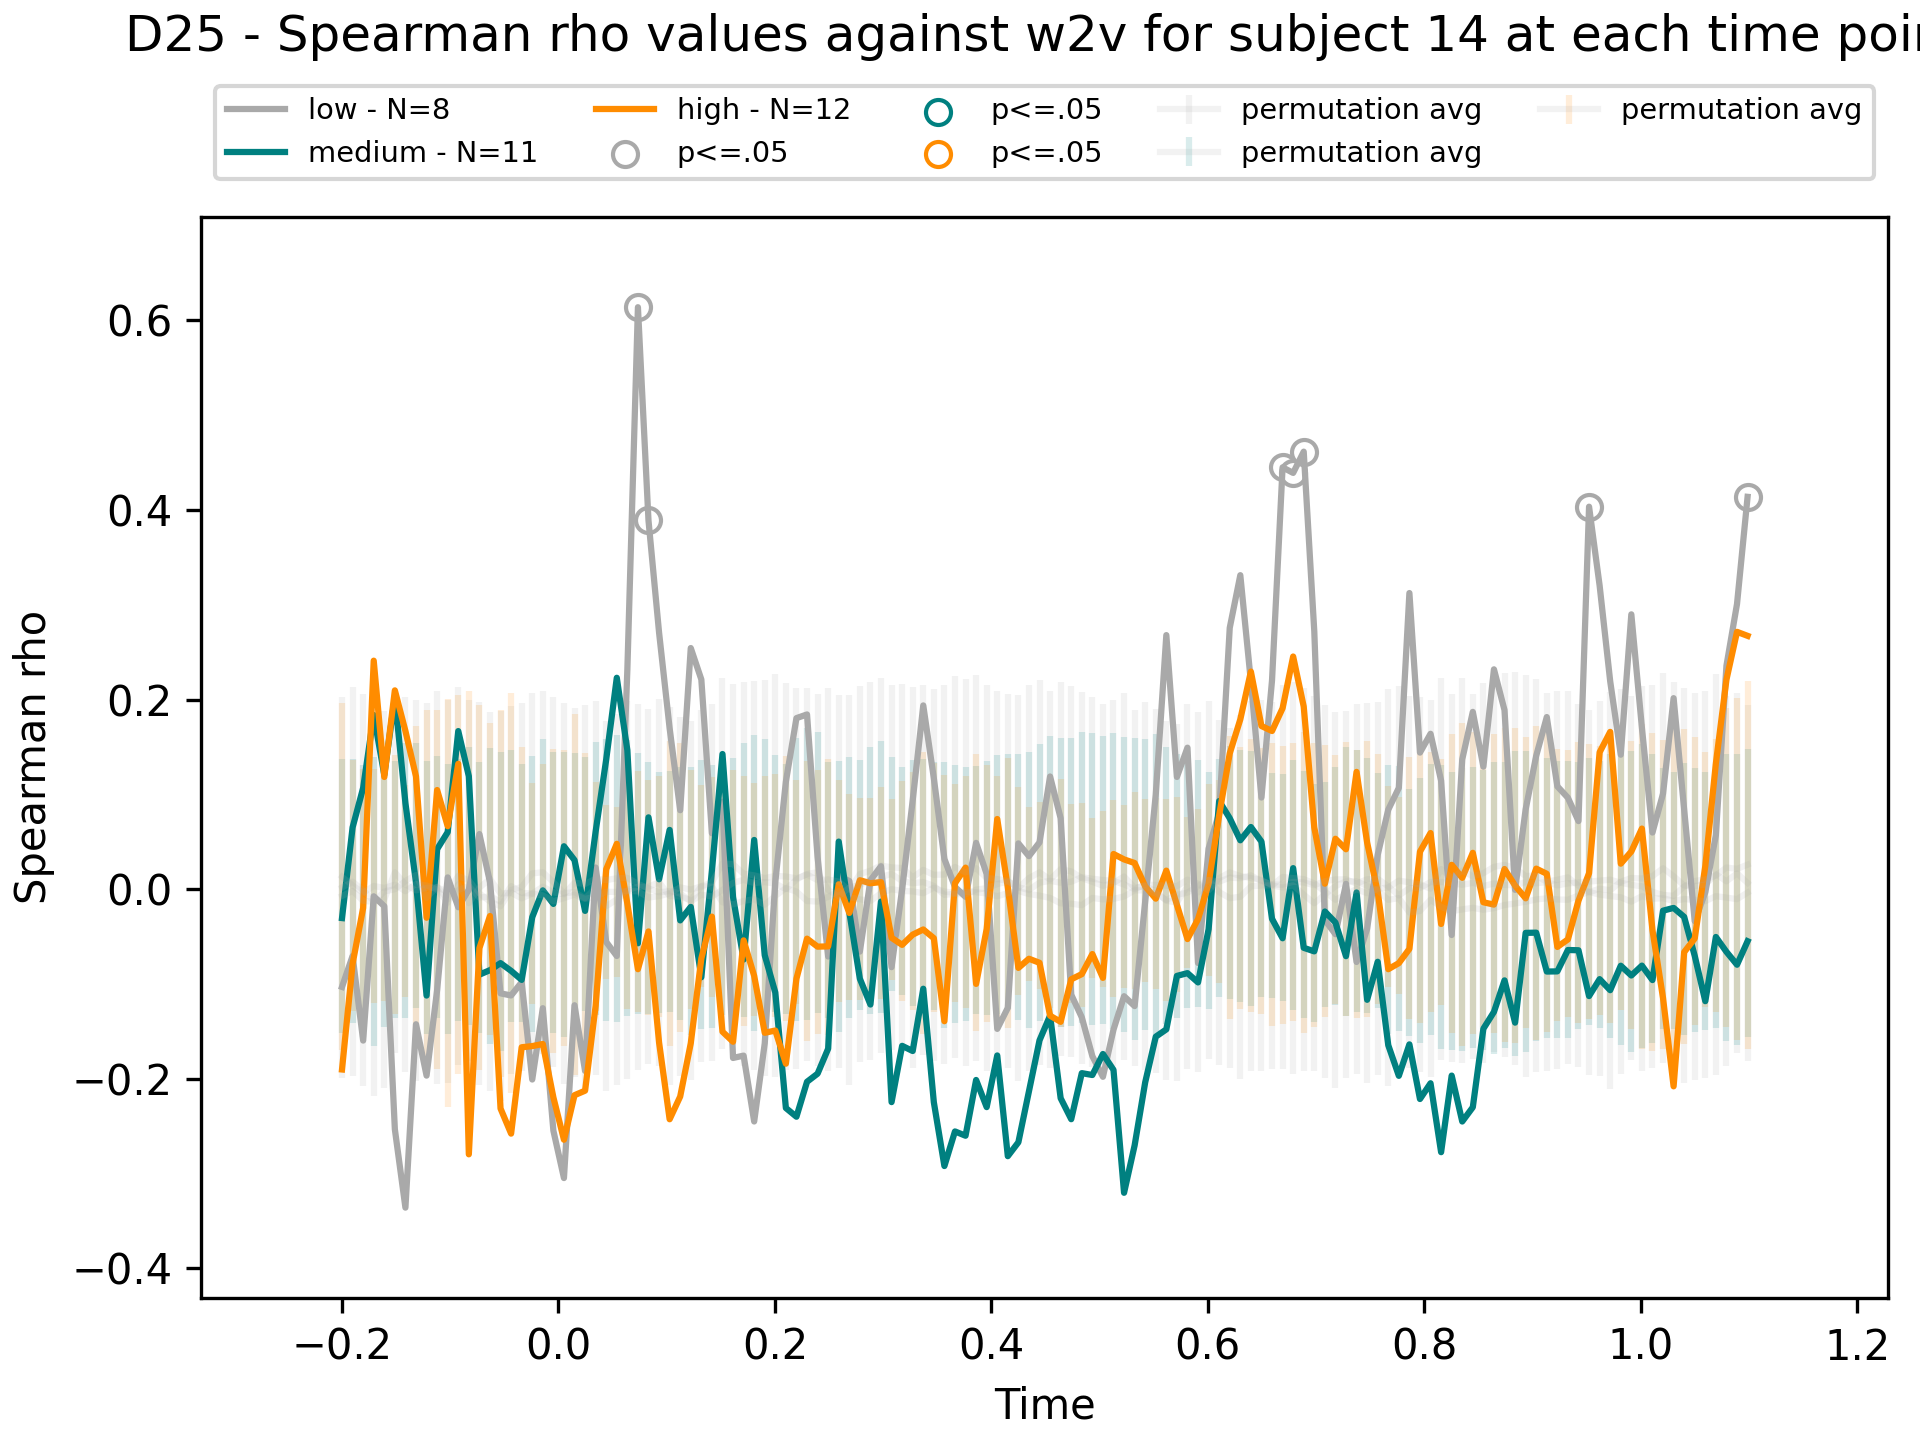 D25 - Spearman rho values against w2v for subject 14 at each time poi
low - N=8
medium - N=11
high - N=12
p<=.05
p<=.05
p<=.05
permutation avg
permutation avg
permutation avg
Spearman rho
0.6
0.4
0.2
0.0
−0.2
−0.4
−0.2 0.0 0.2 0.4 0.6 0.8 1.0 1.2
Time